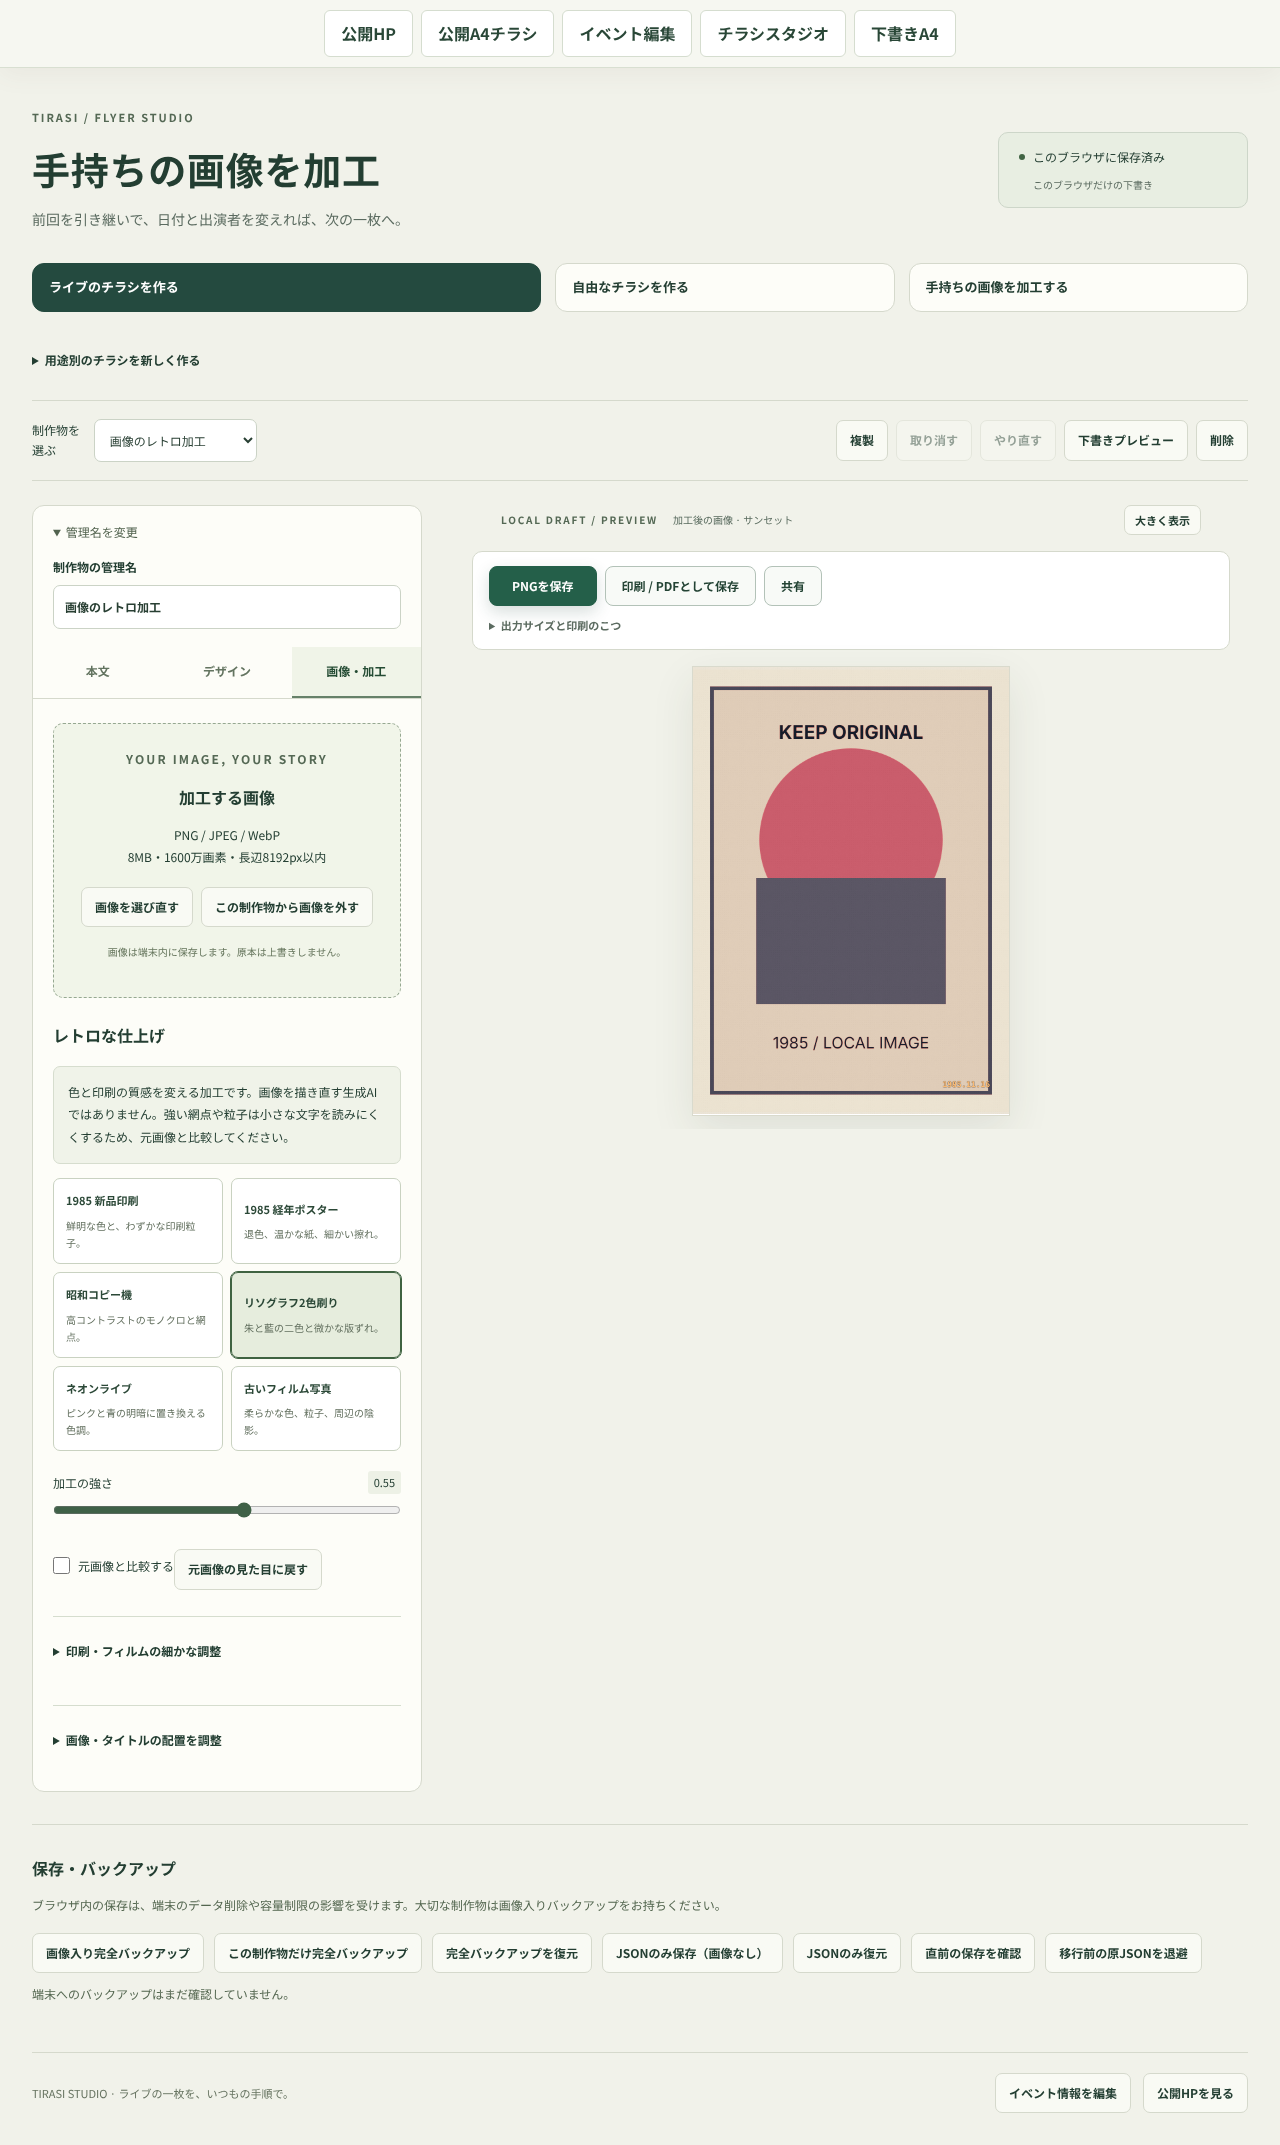 公開HP
公開A4チラシ
イベント編集
チラシスタジオ
下書きA4
TIRASI / FLYER STUDIO
手持ちの画像を加工
前回を引き継いで、日付と出演者を変えれば、次の一枚へ。
このブラウザに保存済み
このブラウザだけの下書き
ライブのチラシを作る
自由なチラシを作る
手持ちの画像を加工する
用途別のチラシを新しく作る
制作物を
選ぶ
画像のレトロ加工
複製
取り消す
やり直す
下書きプレビュー
削除
管理名を変更
制作物の管理名
画像のレトロ加工
本文
デザイン
画像・加工
YOUR IMAGE, YOUR STORY
加工する画像
PNG / JPEG / WebP
8MB・1600万画素・長辺8192px以内
画像を選び直す
この制作物から画像を外す
画像は端末内に保存します。原本は上書きしません。
レトロな仕上げ
色と印刷の質感を変える加工です。画像を描き直す生成AI
ではありません。強い網点や粒子は小さな文字を読みにく
くするため、元画像と比較してください。
1985 新品印刷
鮮明な色と、わずかな印刷粒
子。
1985 経年ポスター
退色、温かな紙、細かい擦れ。
昭和コピー機
高コントラストのモノクロと網
点。
リソグラフ2色刷り
朱と藍の二色と微かな版ずれ。
ネオンライブ
ピンクと青の明暗に置き換える
色調。
古いフィルム写真
柔らかな色、粒子、周辺の陰
影。
加工の強さ
0.55
元画像と比較する
元画像の見た目に戻す
印刷・フィルムの細かな調整
画像・タイトルの配置を調整
LOCAL DRAFT / PREVIEW
加工後の画像・サンセット
大きく表示
PNGを保存
印刷 / PDFとして保存
共有
出力サイズと印刷のこつ
KEEP ORIGINAL
1985 / LOCAL IMAGE
保存・バックアップ
ブラウザ内の保存は、端末のデータ削除や容量制限の影響を受けます。大切な制作物は画像入りバックアップをお持ちください。
画像入り完全バックアップ
この制作物だけ完全バックアップ
完全バックアップを復元
JSONのみ保存（画像なし）
JSONのみ復元
直前の保存を確認
移行前の原JSONを退避
端末へのバックアップはまだ確認していません。
TIRASI STUDIO · ライブの一枚を、いつもの手順で。
イベント情報を編集
公開HPを見る